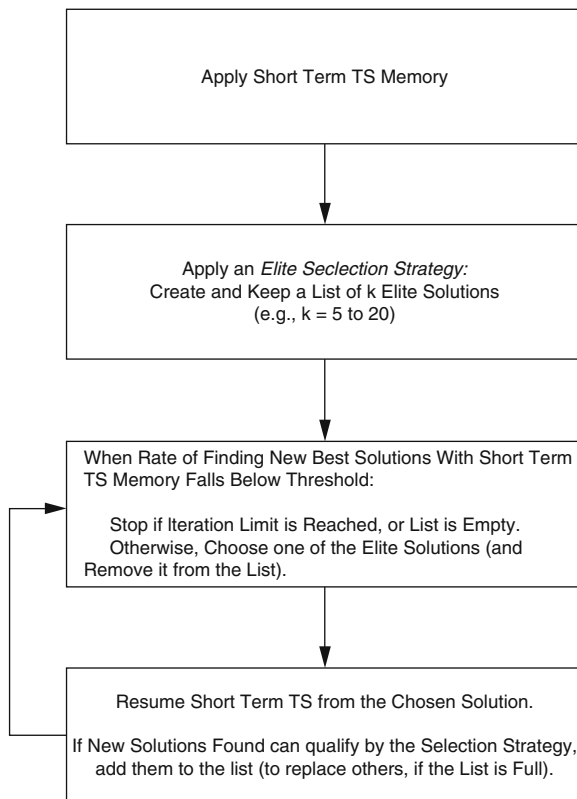 Apply Short Term TS Memory
Apply an Elite Seclection Strategy:
Create and Keep a List of k Elite Solutions
(e.g., k = 5 to 20)
When Rate of Finding New Best Solutions With Short Term
TS Memory Falls Below Threshold:
Stop if Iteration Limit is Reached, or List is Empty.
Otherwise, Choose one of the Elite Solutions (and
Remove it from the List).
Resume Short Term TS from the Chosen Solution.
If New Solutions Found can qualify by the Selection Strategy,
add them to the list (to replace others, if the List is Full).